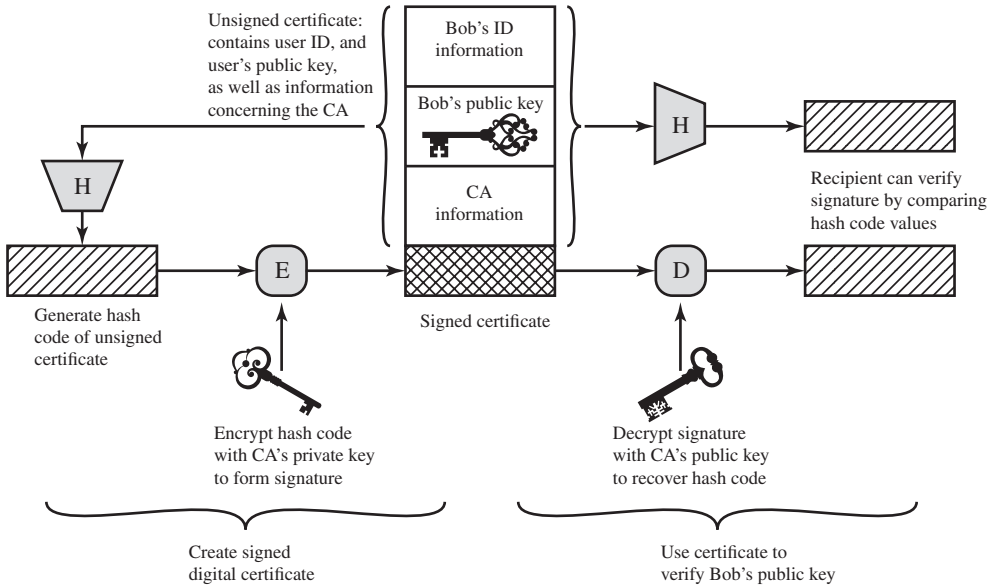 Unsigned certificate:
contains user ID, and
user's public key,
as well as information
concerning the CA
Bob's ID
information
Bob's public key
CA
information
H
H
Recipient can verify
signature by comparing
hash code values
E
D
Generate hash
code of unsigned
certificate
Signed certificate
Encrypt hash code
with CA's private key
to form signature
Decrypt signature
with CA's public key
to recover hash code
Create signed
digital certificate
Use certificate to
verify Bob's public key